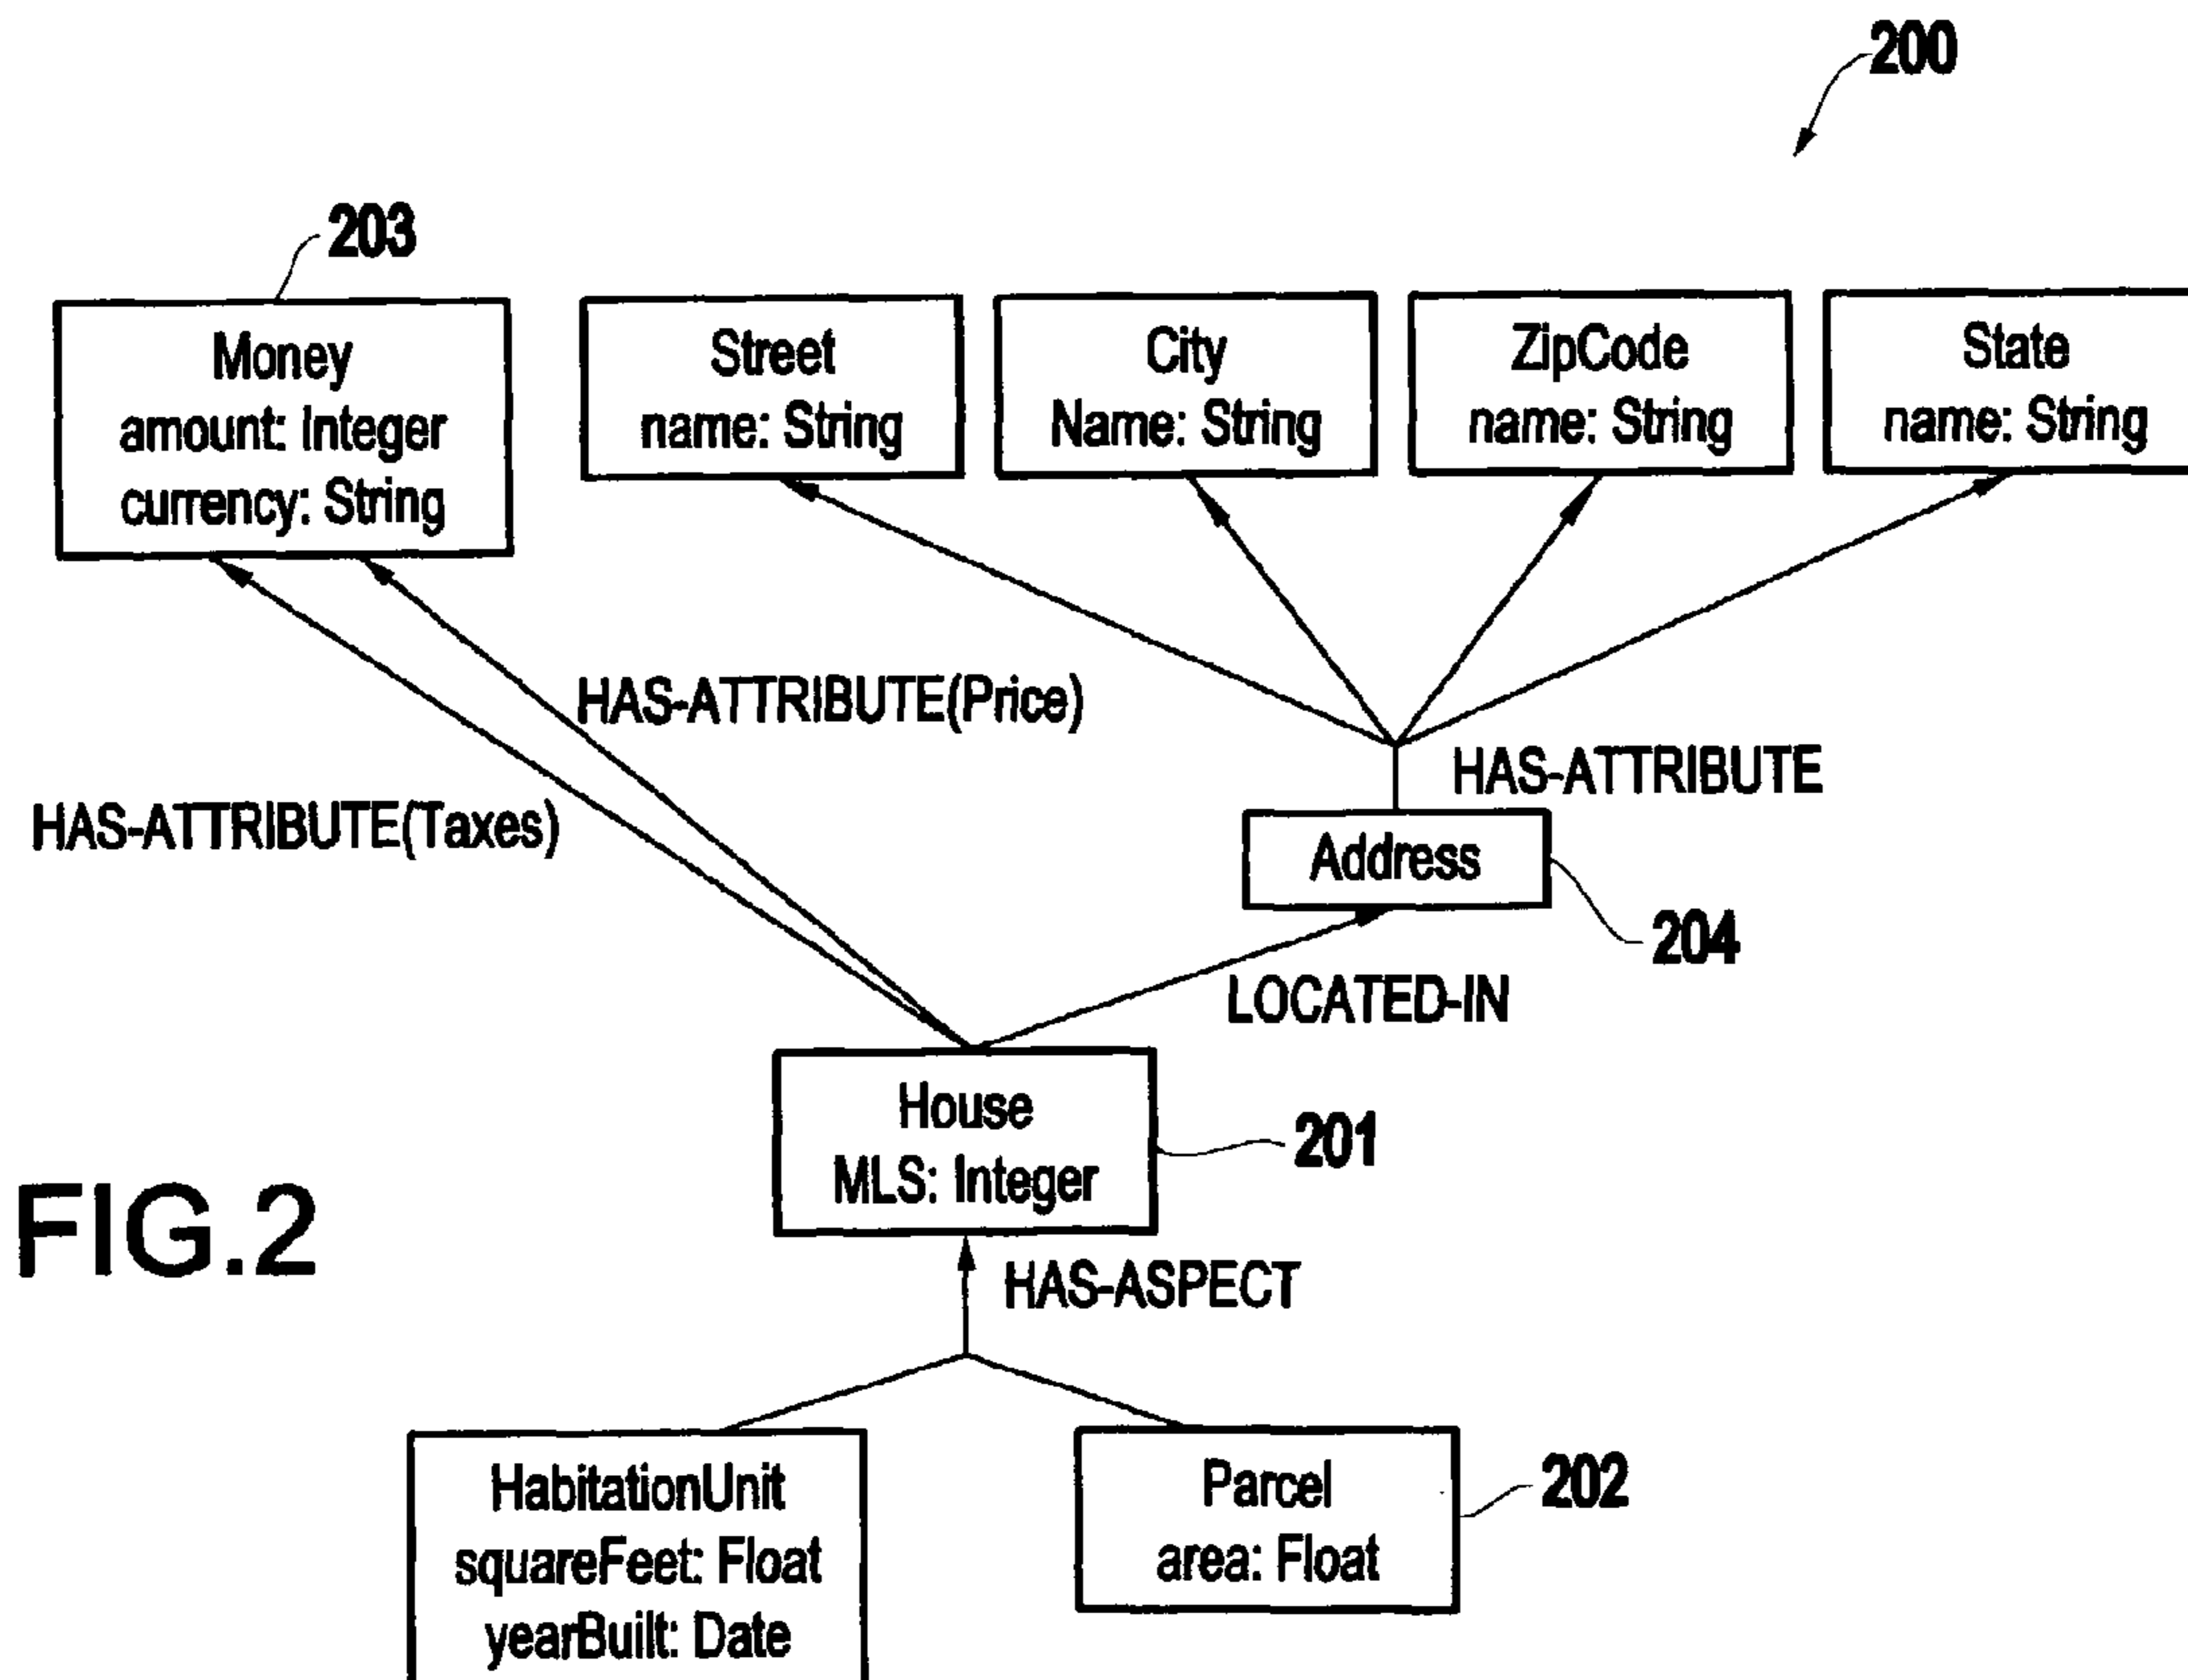 200
203
Money
amount: Integer
currency: String
Street
name: String
City
Name: String
ZipCode
name: String
State
name: String
HAS-ATTRIBUTE(Price)
HAS-ATTRIBUTE(Taxes)
HAS-ATTRIBUTE
Address
204
LOCATED-IN
House
MLS: Integer
201
FIG.2
HAS-ASPECT
HabitationUnit
squareFeet: Float
yearBuilt: Date
Parcel
area: Float
202